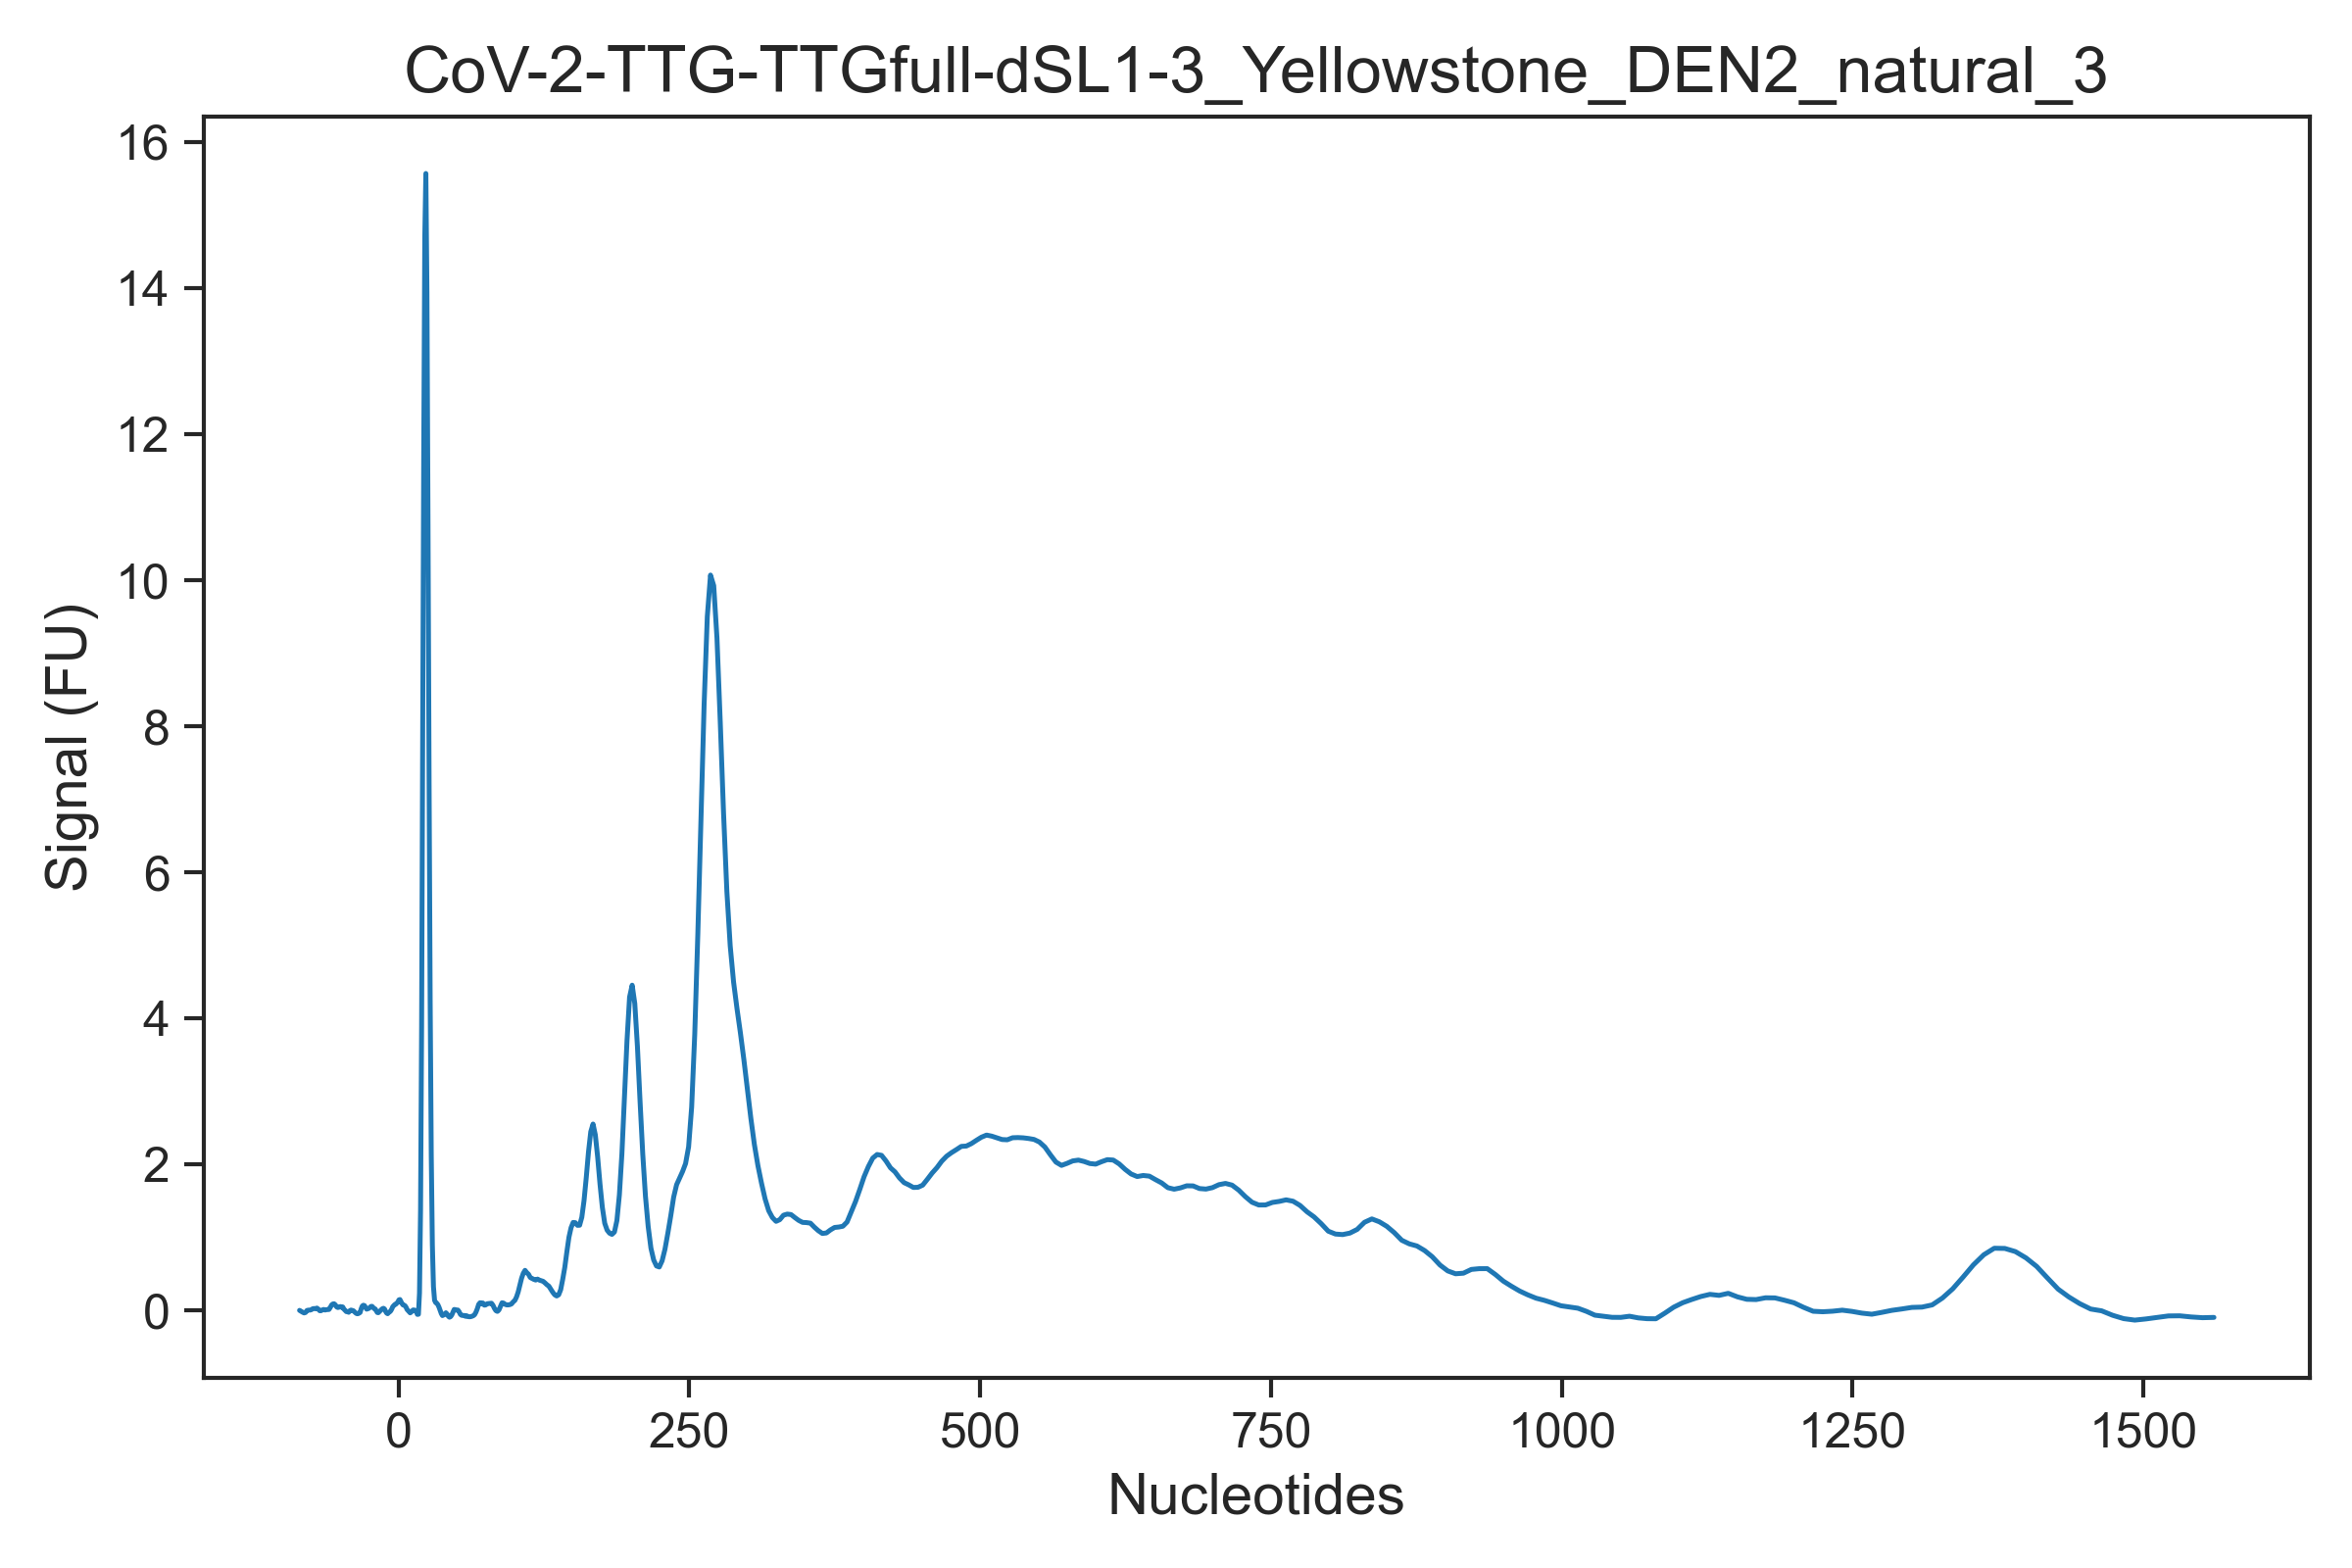 CoV-2-TTG-TTGfull-dSL1-3_Yellowstone_DEN2_natural_3
16
14
12
10
8
6
4
2
0
Signal (FU)
0 250 500 750 1000 1250 1500
Nucleotides